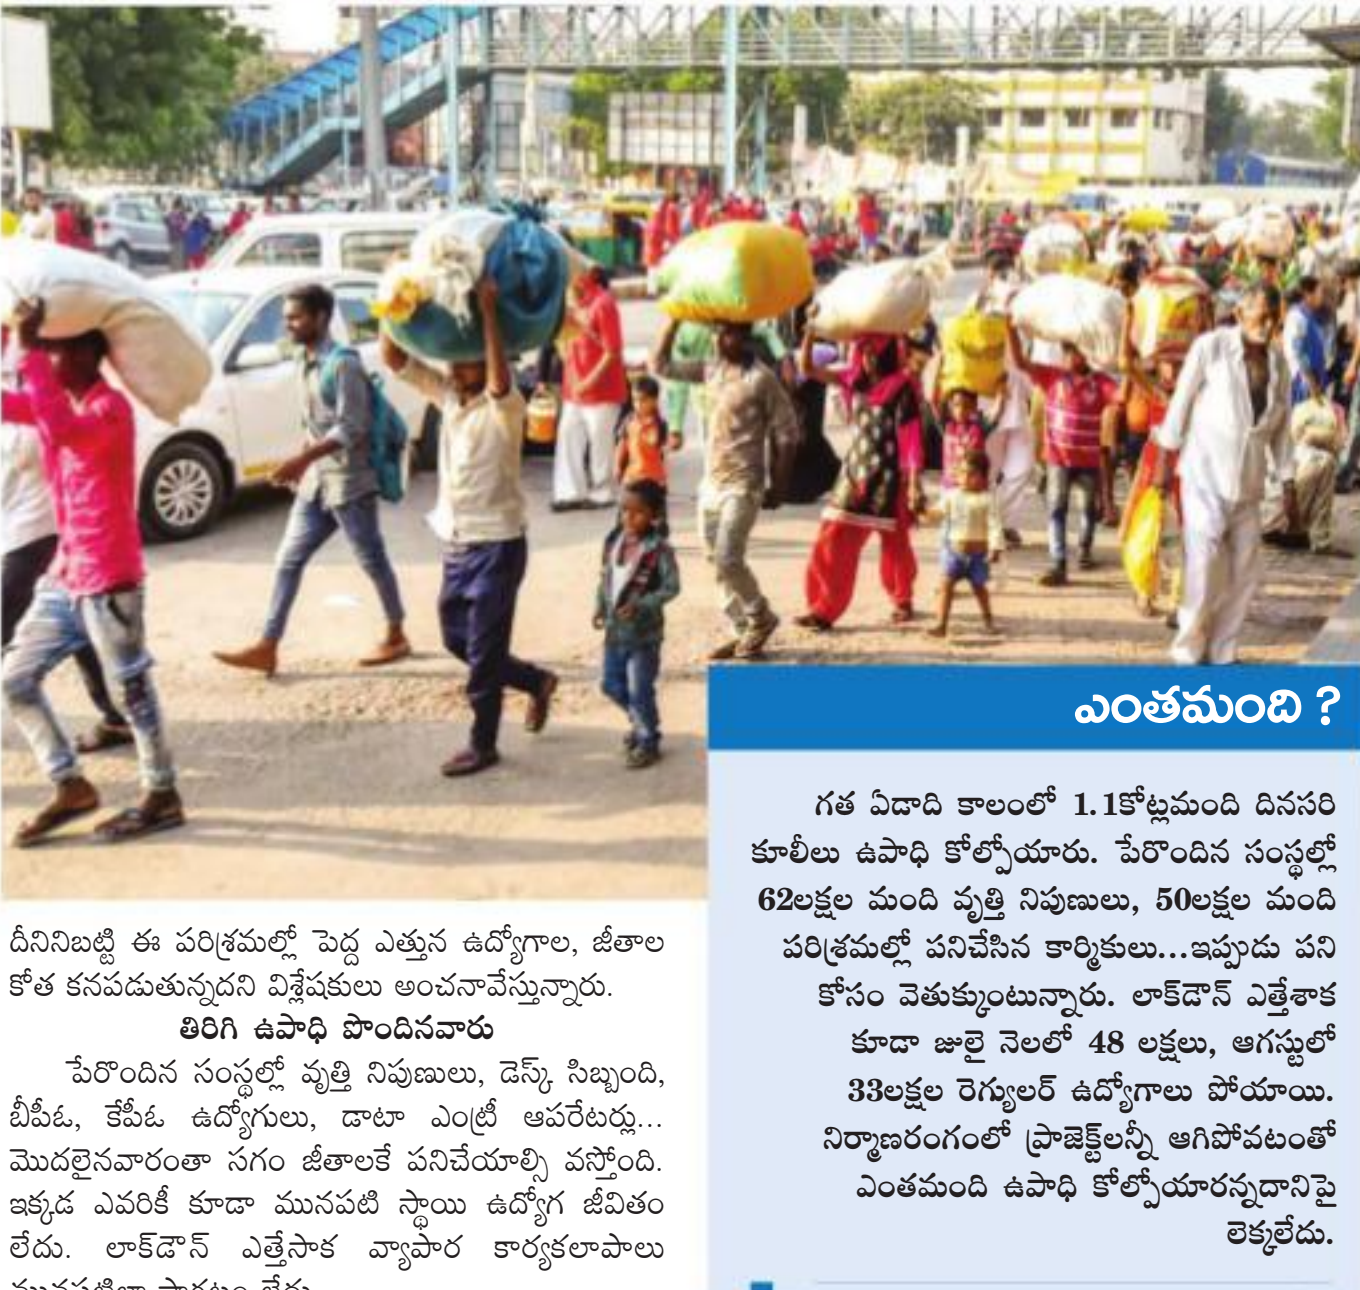 దీనినిబట్టి ఈ పరిశ్రమల్లో పెద్ద ఎత్తున ఉద్యోగాల, జీతాల
కోత కనపడుతున్నదని విశ్లేషకులు అంచనావేస్తున్నారు.
తిరిగి ఉపాధి పొందినవారు
పేరొందిన సంస్థల్లో వృత్తి నిపుణులు, డెస్క్ సిబ్బంది,
బీపీఓ, కేపీఓ ఉద్యోగులు, డాటా ఎంట్రీ ఆపరేటర్లు...
మొదలైనవారంతా సగం జీతాలకే పనిచేయాల్సి వస్తోంది.
ఇక్కడ ఎవరికీ కూడా మునపటి స్థాయి ఉద్యోగ జీవితం
లేదు. లాక్‌డౌన్ ఎత్తేసాక వ్యాపార కార్యకలాపాలు
ఎంతమంది ?
గత ఏడాది కాలంలో 1.1కోట్లమంది దినసరి
కూలీలు ఉపాధి కోల్పోయారు. పేరొందిన సంస్థల్లో
62లక్షల మంది వృత్తి నిపుణులు, 50లక్షల మంది
పరిశ్రమల్లో పనిచేసిన కార్మికులు...ఇప్పుడు పని
కోసం వెతుక్కుంటున్నారు. లాక్‌డౌన్ ఎత్తేశాక
కూడా జులై నెలలో 48 లక్షలు, ఆగస్టులో
33లక్షల రెగ్యులర్ ఉద్యోగాలు పోయాయి.
నిర్మాణరంగంలో ప్రాజెక్ట్‌లన్నీ ఆగిపోవటంతో
ఎంతమంది ఉపాధి కోల్పోయారన్నదానిపై
లెక్కలేదు.